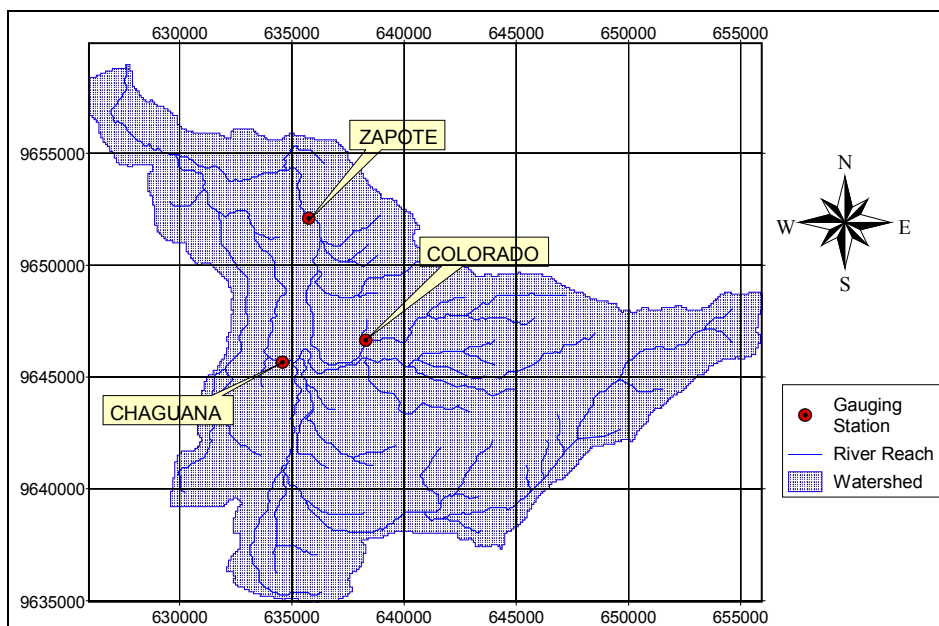 630000 635000 640000 645000 650000 655000
ZAPOTE
9655000
N
W E
S
COLORADO
9650000
9645000
CHAGUANA
Gauging
Station
River Reach
Watershed
9640000
9635000
630000 635000 640000 645000 650000 655000